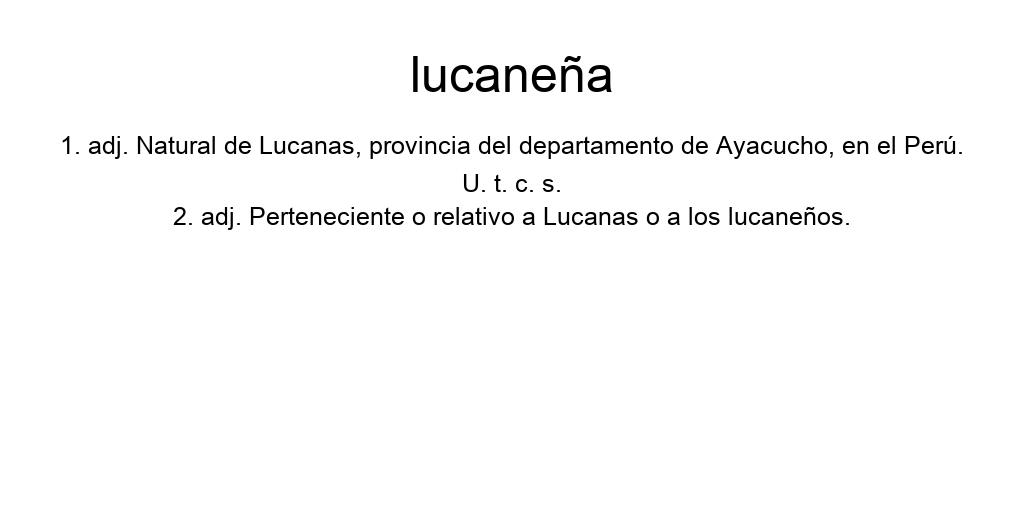 lucaneña
1. adj. Natural de Lucanas, provincia del departamento de Ayacucho, en el Perú.
U. t. c. s.
2. adj. Perteneciente o relativo a Lucanas o a los lucaneños.